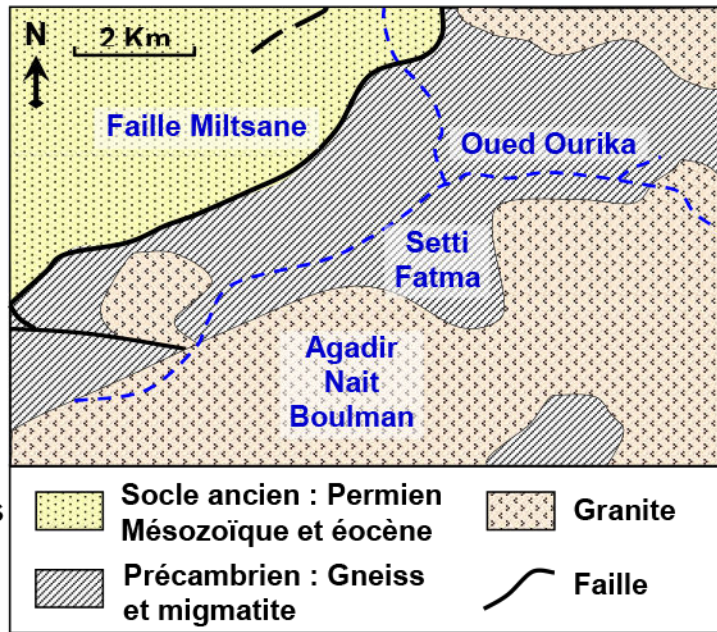 N
2 Km
Faille Miltsane
Oued Ourika
Setti
Fatma
Agadir
Nait
Boulman
s
Socle ancien : Permien
Mésozoïque et éocène
Granite
Précambrien : Gneiss
et migmatite
Faille